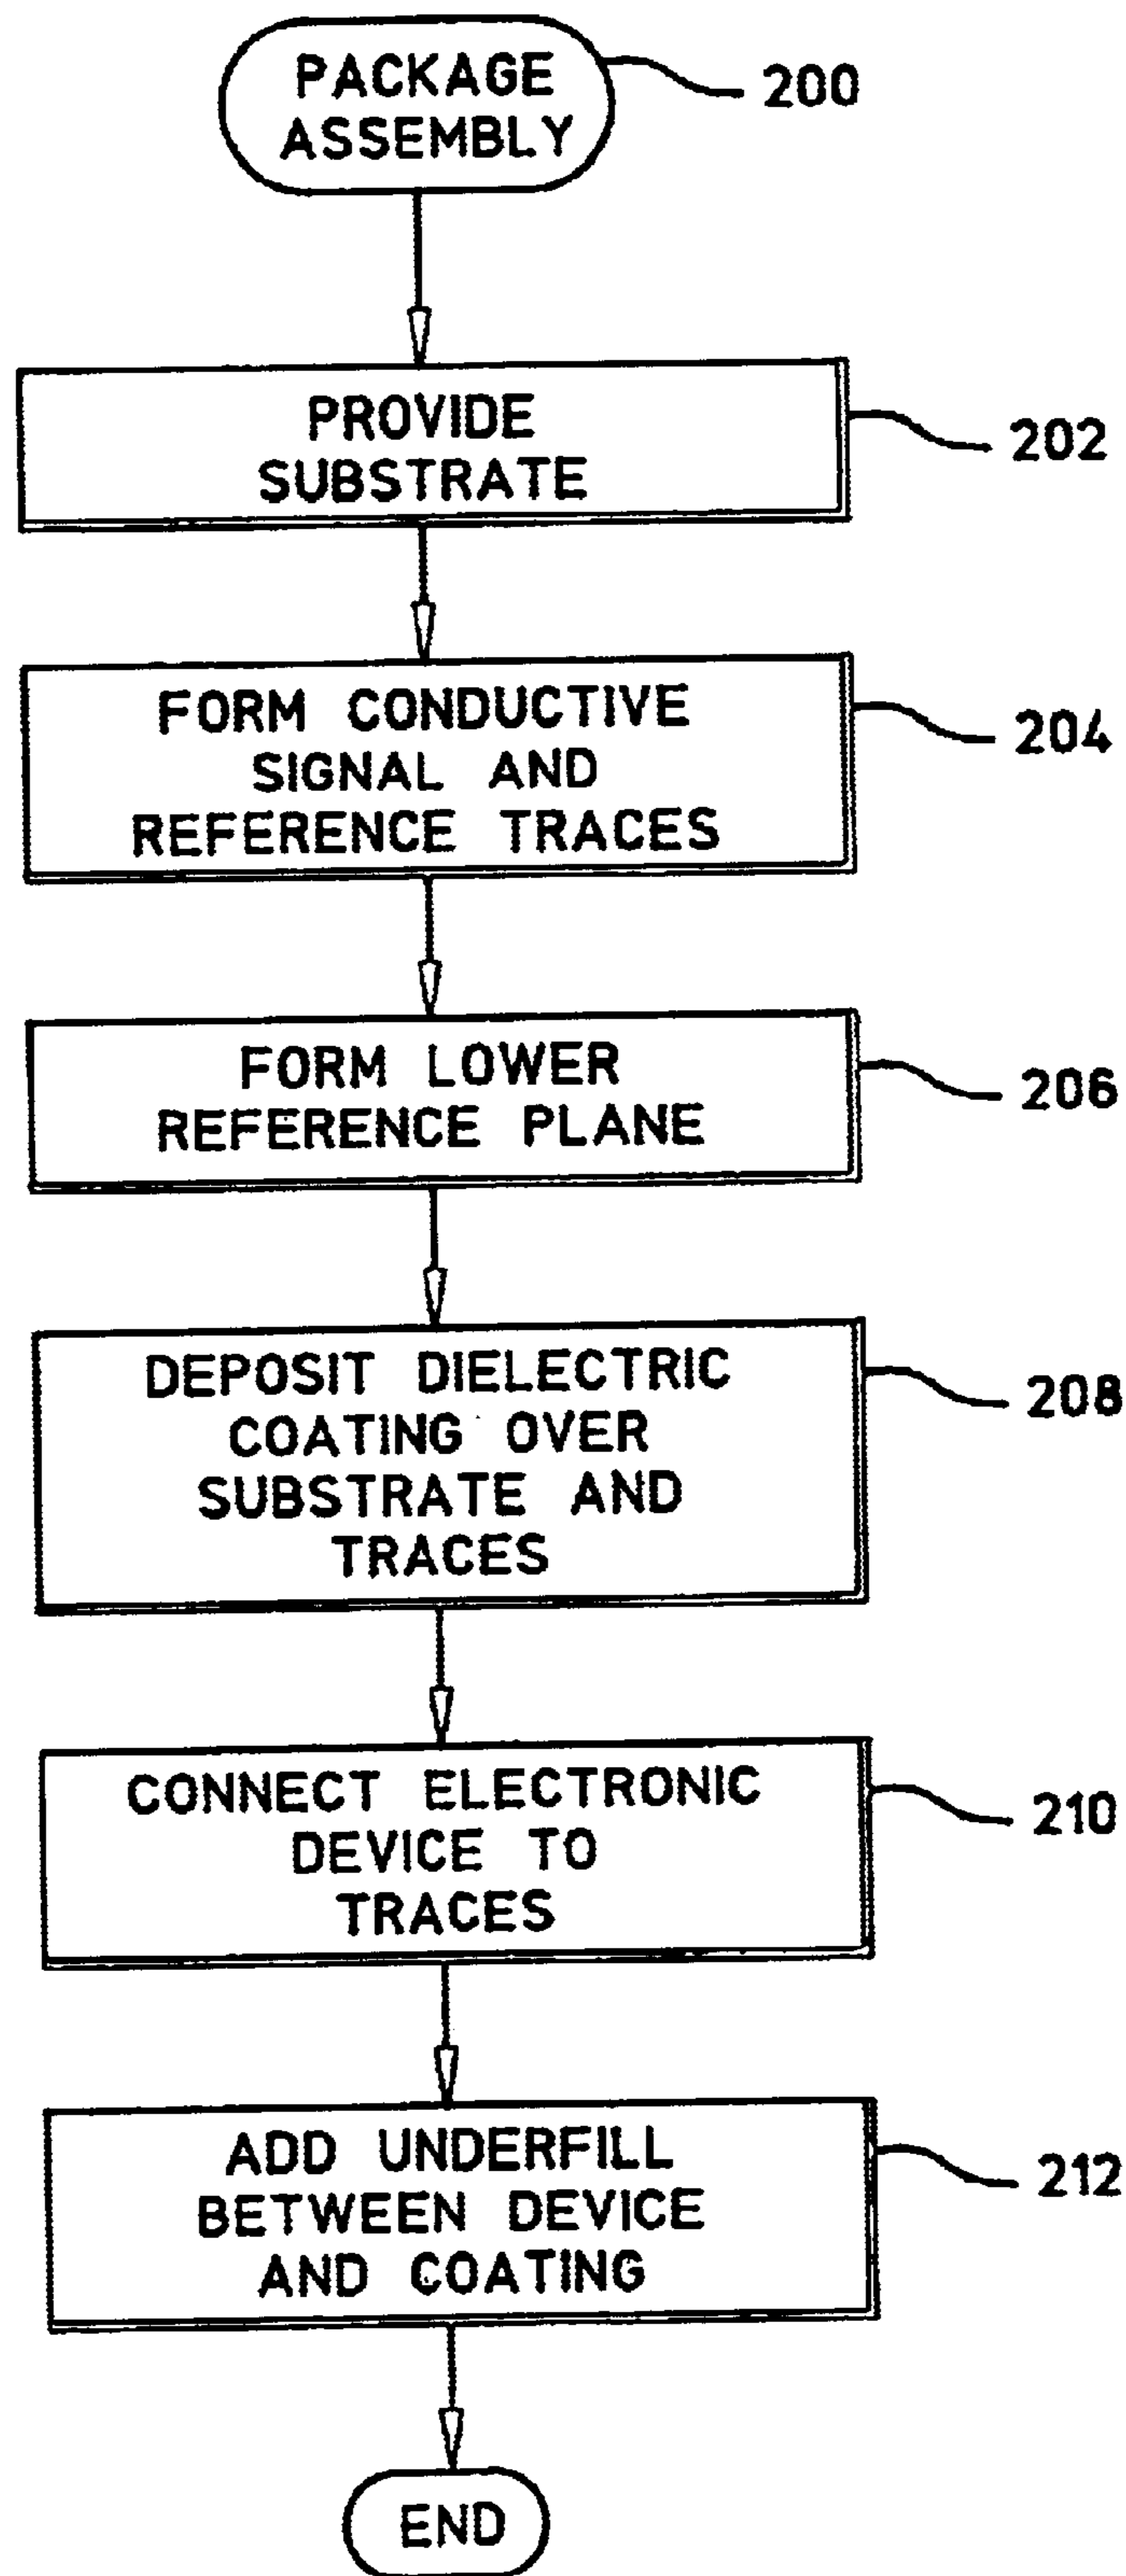 PACKAGE
ASSEMBLY
200
PROVIDE
SUBSTRATE
202
FORM CONDUCTIVE
SIGNAL AND
REFERENCE TRACES
204
FORM LOWER
REFERENCE PLANE
206
DEPOSIT DIELECTRIC
COATING OVER
SUBSTRATE AND
TRACES
208
CONNECT ELECTRONIC
DEVICE TO
TRACES
210
ADD UNDERFILL
BETWEEN DEVICE
AND COATING
212
END